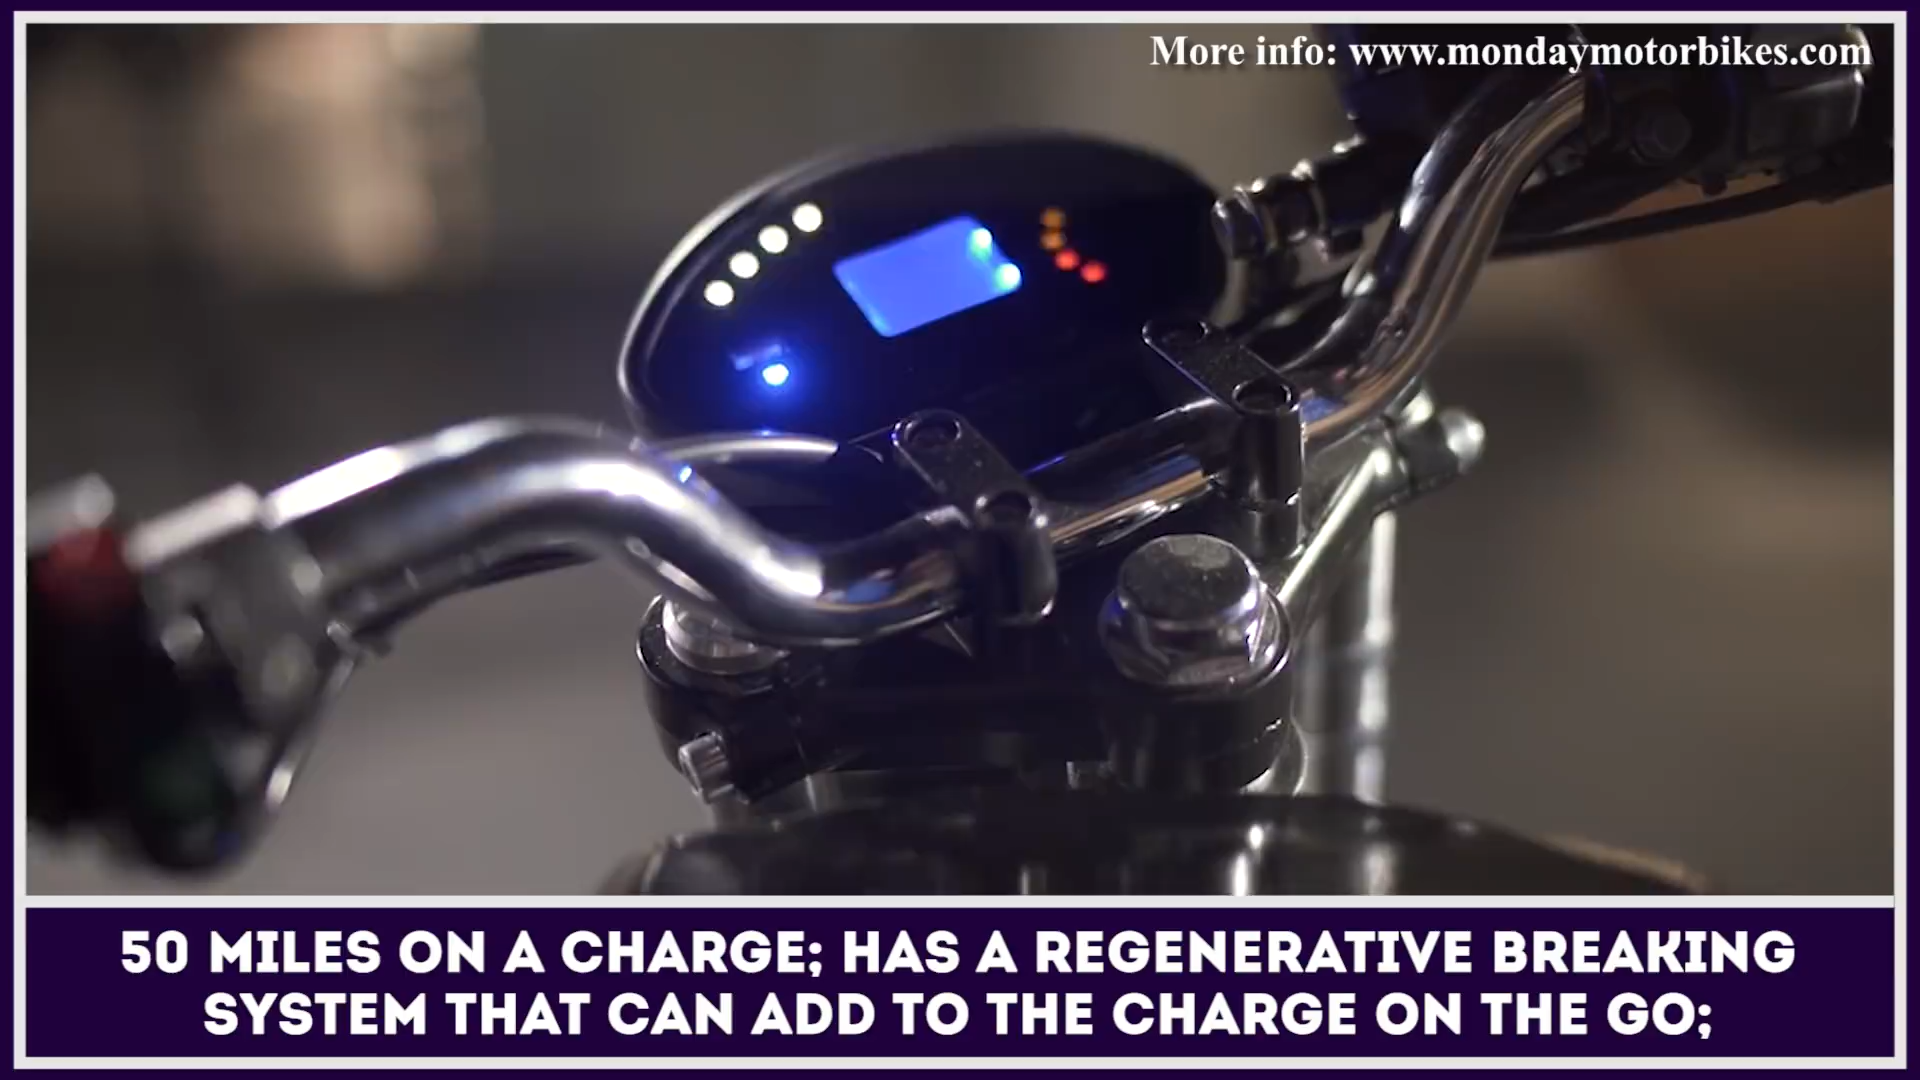 More info: www.mondaymotorbikes.com
50 MILES ON A CHARGE; HAS A REGENERATIVE BREAKING
SYSTEM THAT CAN ADD TO THE CHARGE ON THE GO;